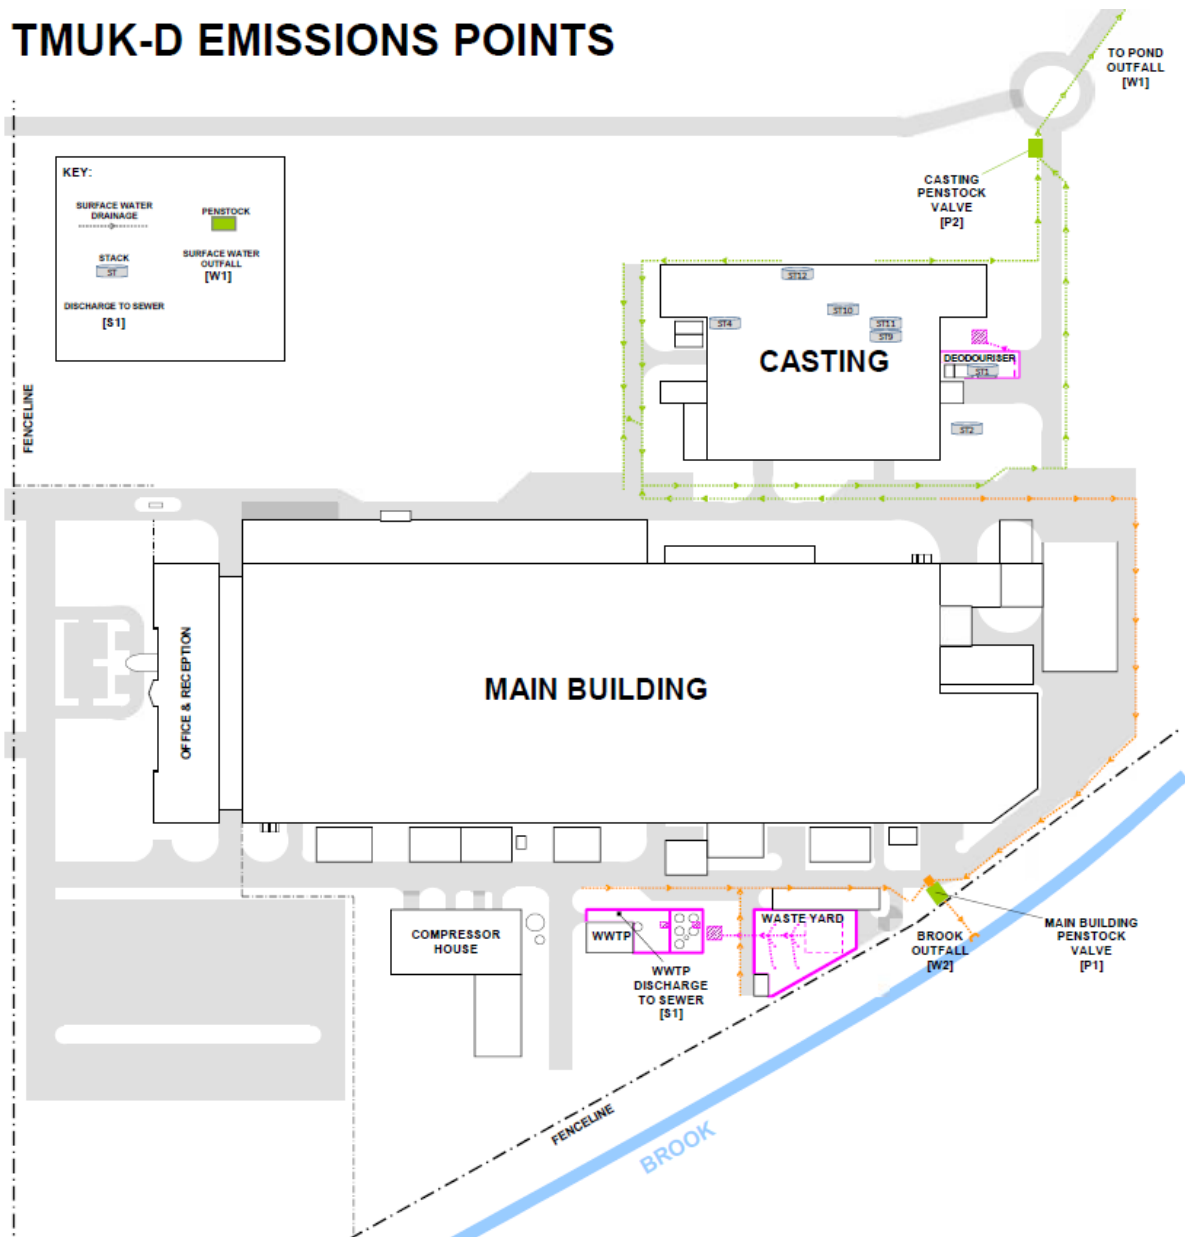 TMUK-D EMISSIONS POINTS
TO POND
OUTFALL
[W1]
KEY:
SURFACE WATER
DRAINAGE
PENSTOCK
STACK
ST
SURFACE WATER
OUTFALL
[W1]
DISCHARGE TO SEWER
[S1]
CASTING
PENSTOCK
VALVE
[P2]
ST12
ST10
ST4
ST11
ST9
CASTING
DEODOURISER
ST1
ST2
FENCELINE
OFFICE & RECEPTION
MAIN BUILDING
COMPRESSOR
HOUSE
WWTP
WASTE YARD
WWTP
DISCHARGE
TO SEWER
[S1]
BROOK
OUTFALL
[W2]
MAIN BUILDING
PENSTOCK
VALVE
[P1]
FENCELINE
BROOK